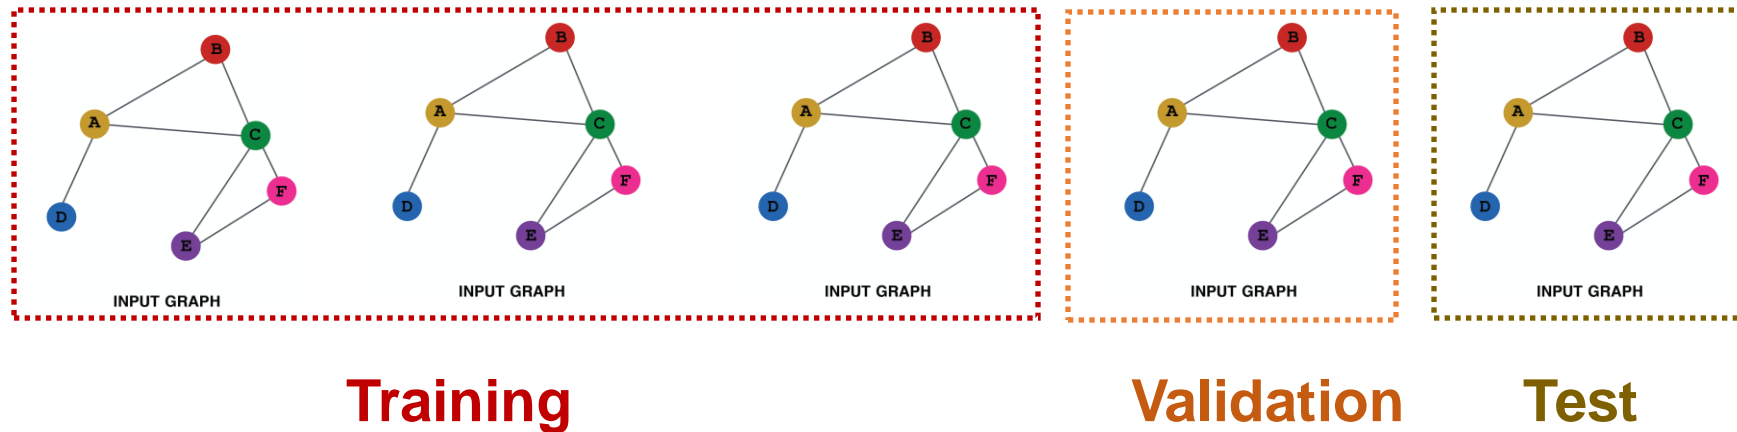 B
A
C
F
D
E
INPUT GRAPH
B
A
C
F
D
E
INPUT GRAPH
B
A
C
F
D
E
INPUT GRAPH
B
A
C
F
D
E
INPUT GRAPH
B
A
C
F
D
E
INPUT GRAPH
Training
Validation
Test